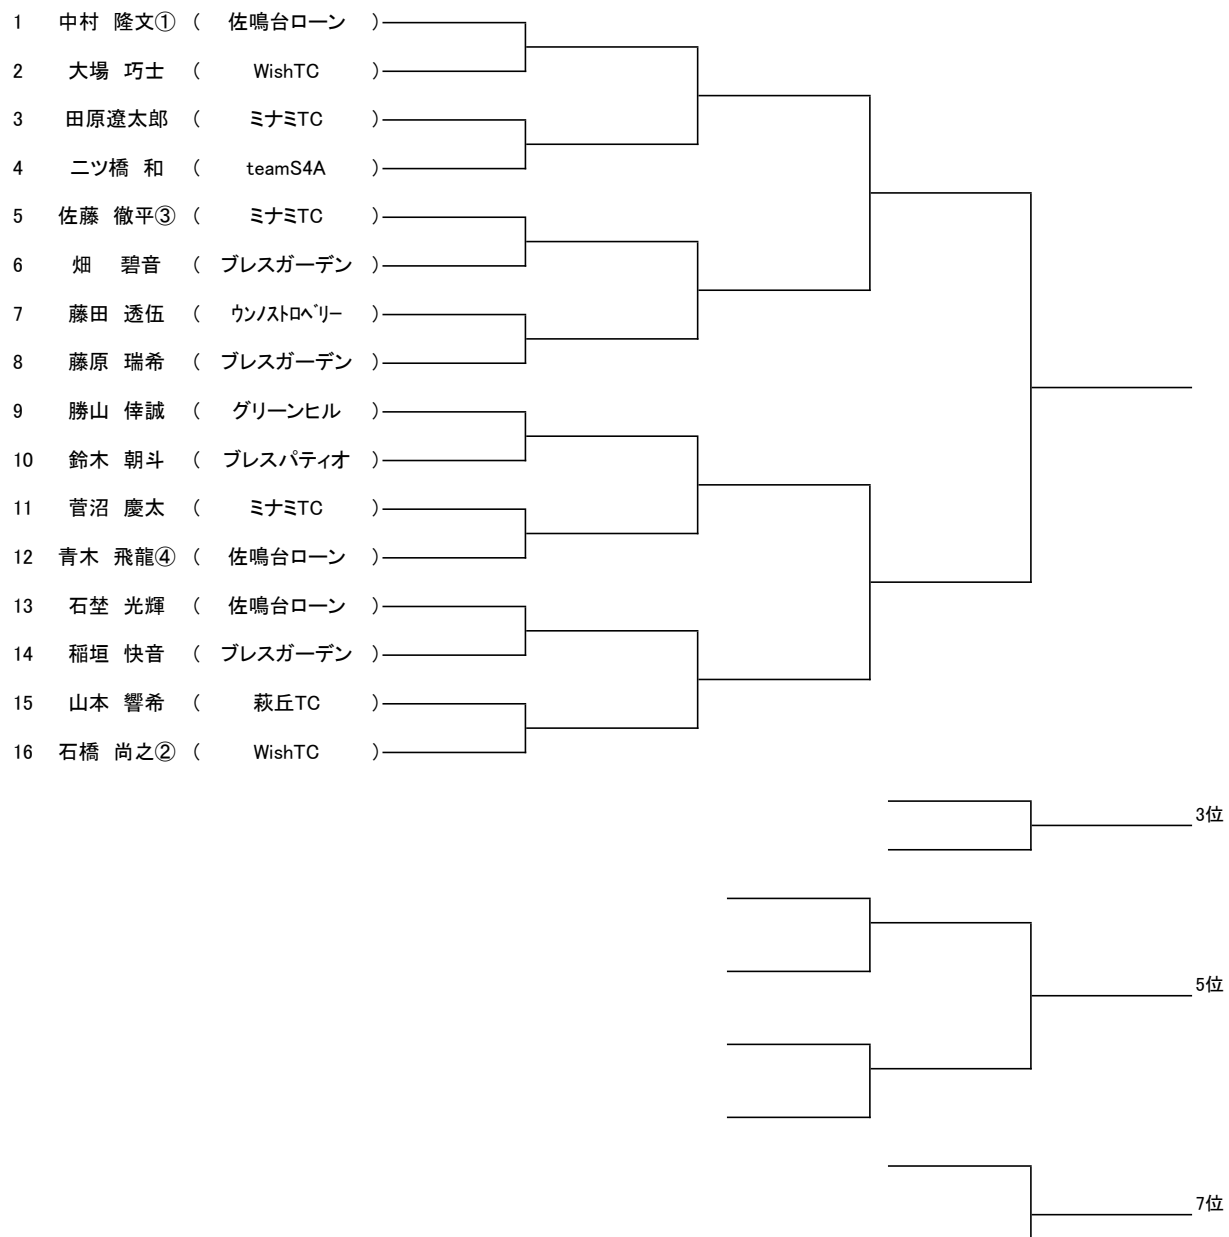 1 中村 隆文① ( 佐鳴台ローン )
2 大場 巧士 ( WishTC )
3 田原遼太郎 ( ミナミTC )
4 二ツ橋 和 ( teamS4A )
5 佐藤 徹平③ ( ミナミTC )
6 畑 碧音 ( ブレスガーデン )
7 藤田 透伍 ( ウンノストロベリー )
8 藤原 瑞希 ( ブレスガーデン )
9 勝山 倖誠 ( グリーンヒル )
10 鈴木 朝斗 ( ブレスパティオ )
11 菅沼 慶太 ( ミナミTC )
12 青木 飛龍④ ( 佐鳴台ローン )
13 石埜 光輝 ( 佐鳴台ローン )
14 稲垣 快音 ( ブレスガーデン )
15 山本 響希 ( 萩丘TC )
16 石橋 尚之② ( WishTC )
3位
5位
7位